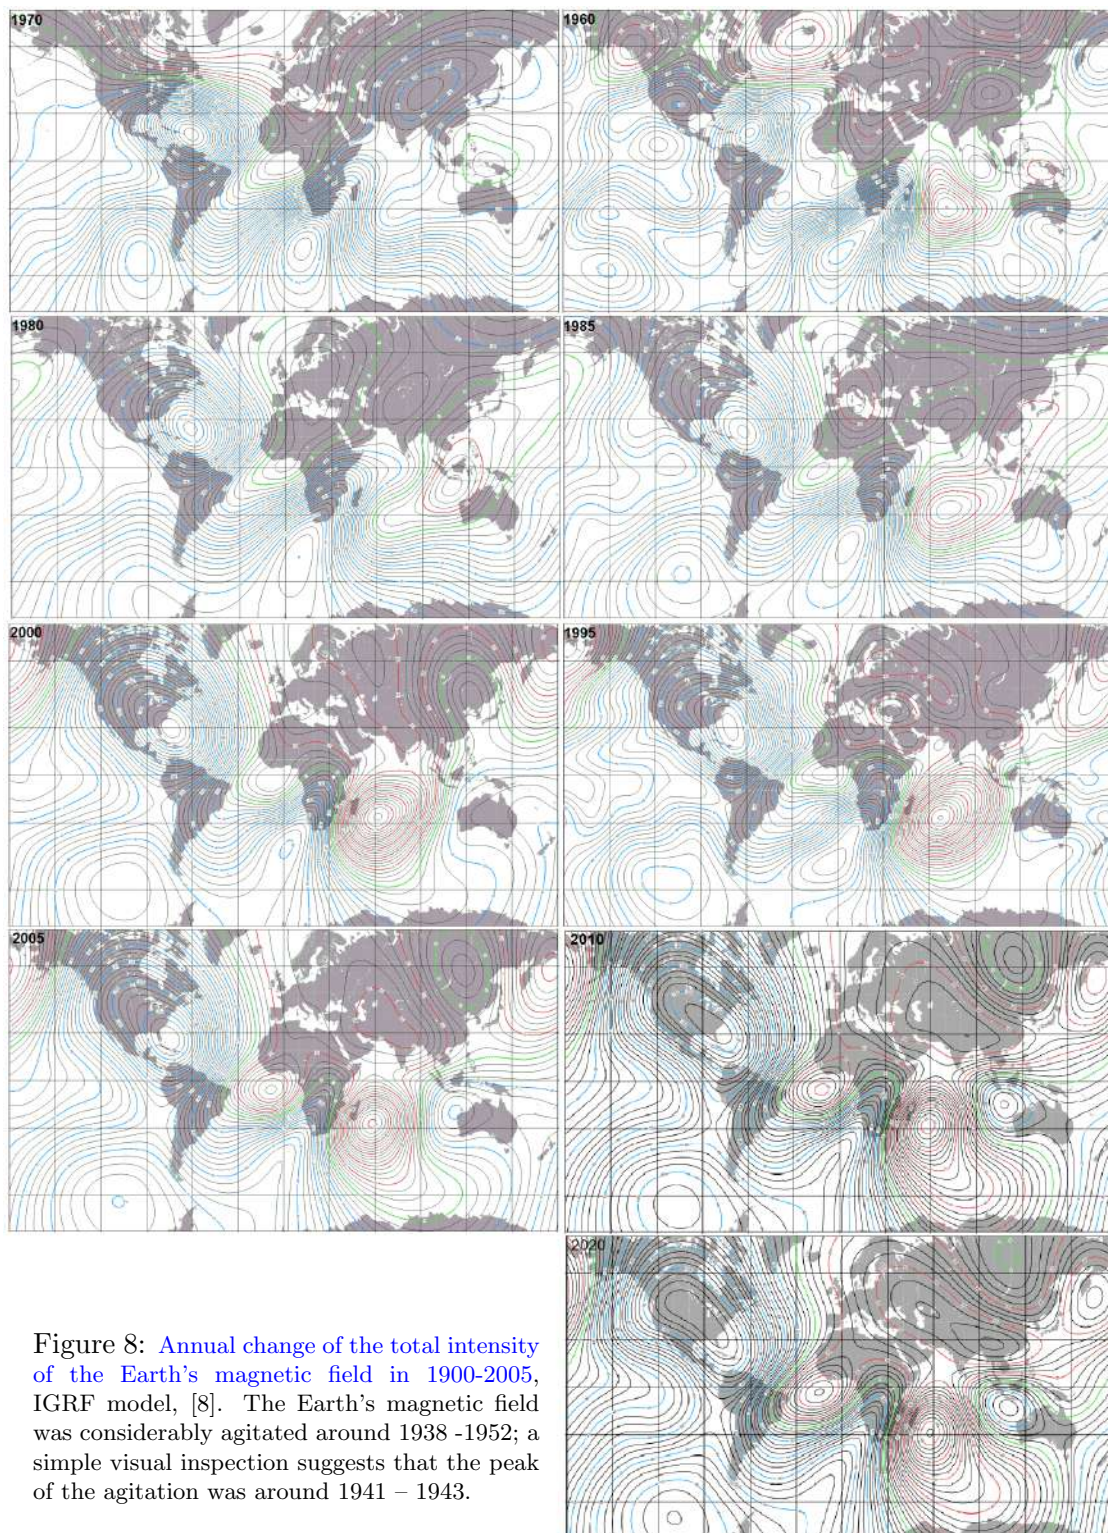 1970
1960
1980
1985
2000
1995
2005
2010
2020
Figure 8: Annual change of the total intensity
of the Earth's magnetic field in 1900-2005,
IGRF model, [8]. The Earth's magnetic field
was considerably agitated around 1938 -1952; a
simple visual inspection suggests that the peak
of the agitation was around 1941 – 1943.